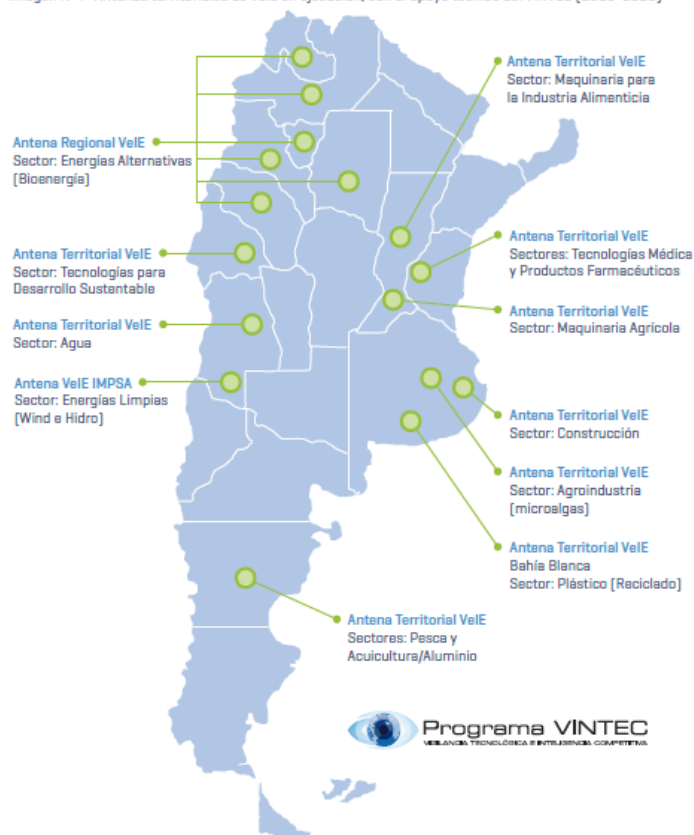 Antena Territorial VeIE
Sector: Maquinaria para
la Industria Alimenticia
Antena Regional VeIE
Sector: Energías Alternativas
(Bioenergía)
Antena Territorial VeIE
Sectores: Tecnologías Médica
y Productos Farmacéuticos
Antena Territorial VeIE
Sector: Tecnologías para
Desarrollo Sustentable
Antena Territorial VeIE
Sector: Maquinaria Agrícola
Antena Territorial VeIE
Sector: Agua
Antena VeIE IMPSA
Sector: Energías Limpias
(Wind e Hidro)
Antena Territorial VeIE
Sector: Construcción
Antena Territorial VeIE
Sector: Agroindustria
(microalgas)
Antena Territorial VeIE
Bahía Blanca
Sector: Plástico (Reciclado)
Antena Territorial VeIE
Sectores: Pesca y
Acuicultura/Aluminio
Programa VINTEC
VIGILANCIA TECNOLÓGICA E INTELIGENCIA COMPETITIVA